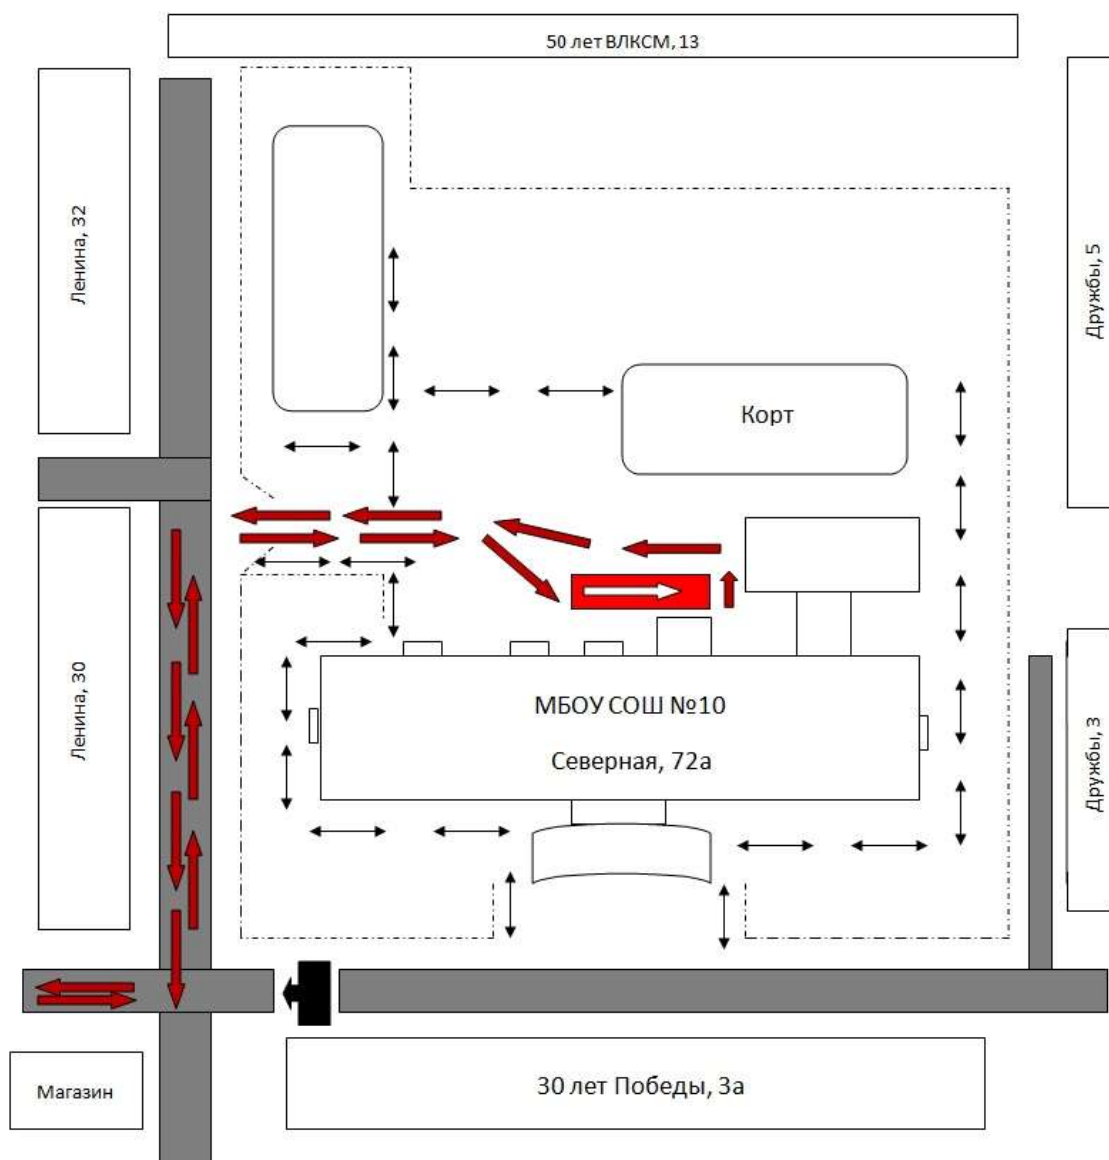 50 лет ВЛКСМ, 13
Ленина, 32
Дружбы, 5
Корт
Ленина, 30
МБОУ СОШ №10
Северная, 72а
Дружбы, 3
Магазин
30 лет Победы, 3а